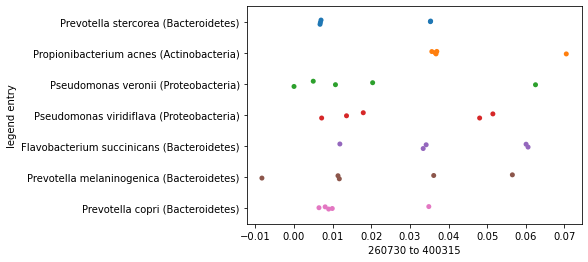 Prevotella stercorea (Bacteroidetes)
Propionibacterium acnes (Actinobacteria)
Pseudomonas veronii (Proteobacteria)
Pseudomonas viridiflava (Proteobacteria)
Flavobacterium succinicans (Bacteroidetes)
Prevotella melaninogenica (Bacteroidetes)
Prevotella copri (Bacteroidetes)
legend entry
−0.01 0.00 0.01 0.02 0.03 0.04 0.05 0.06 0.07
260730 to 400315